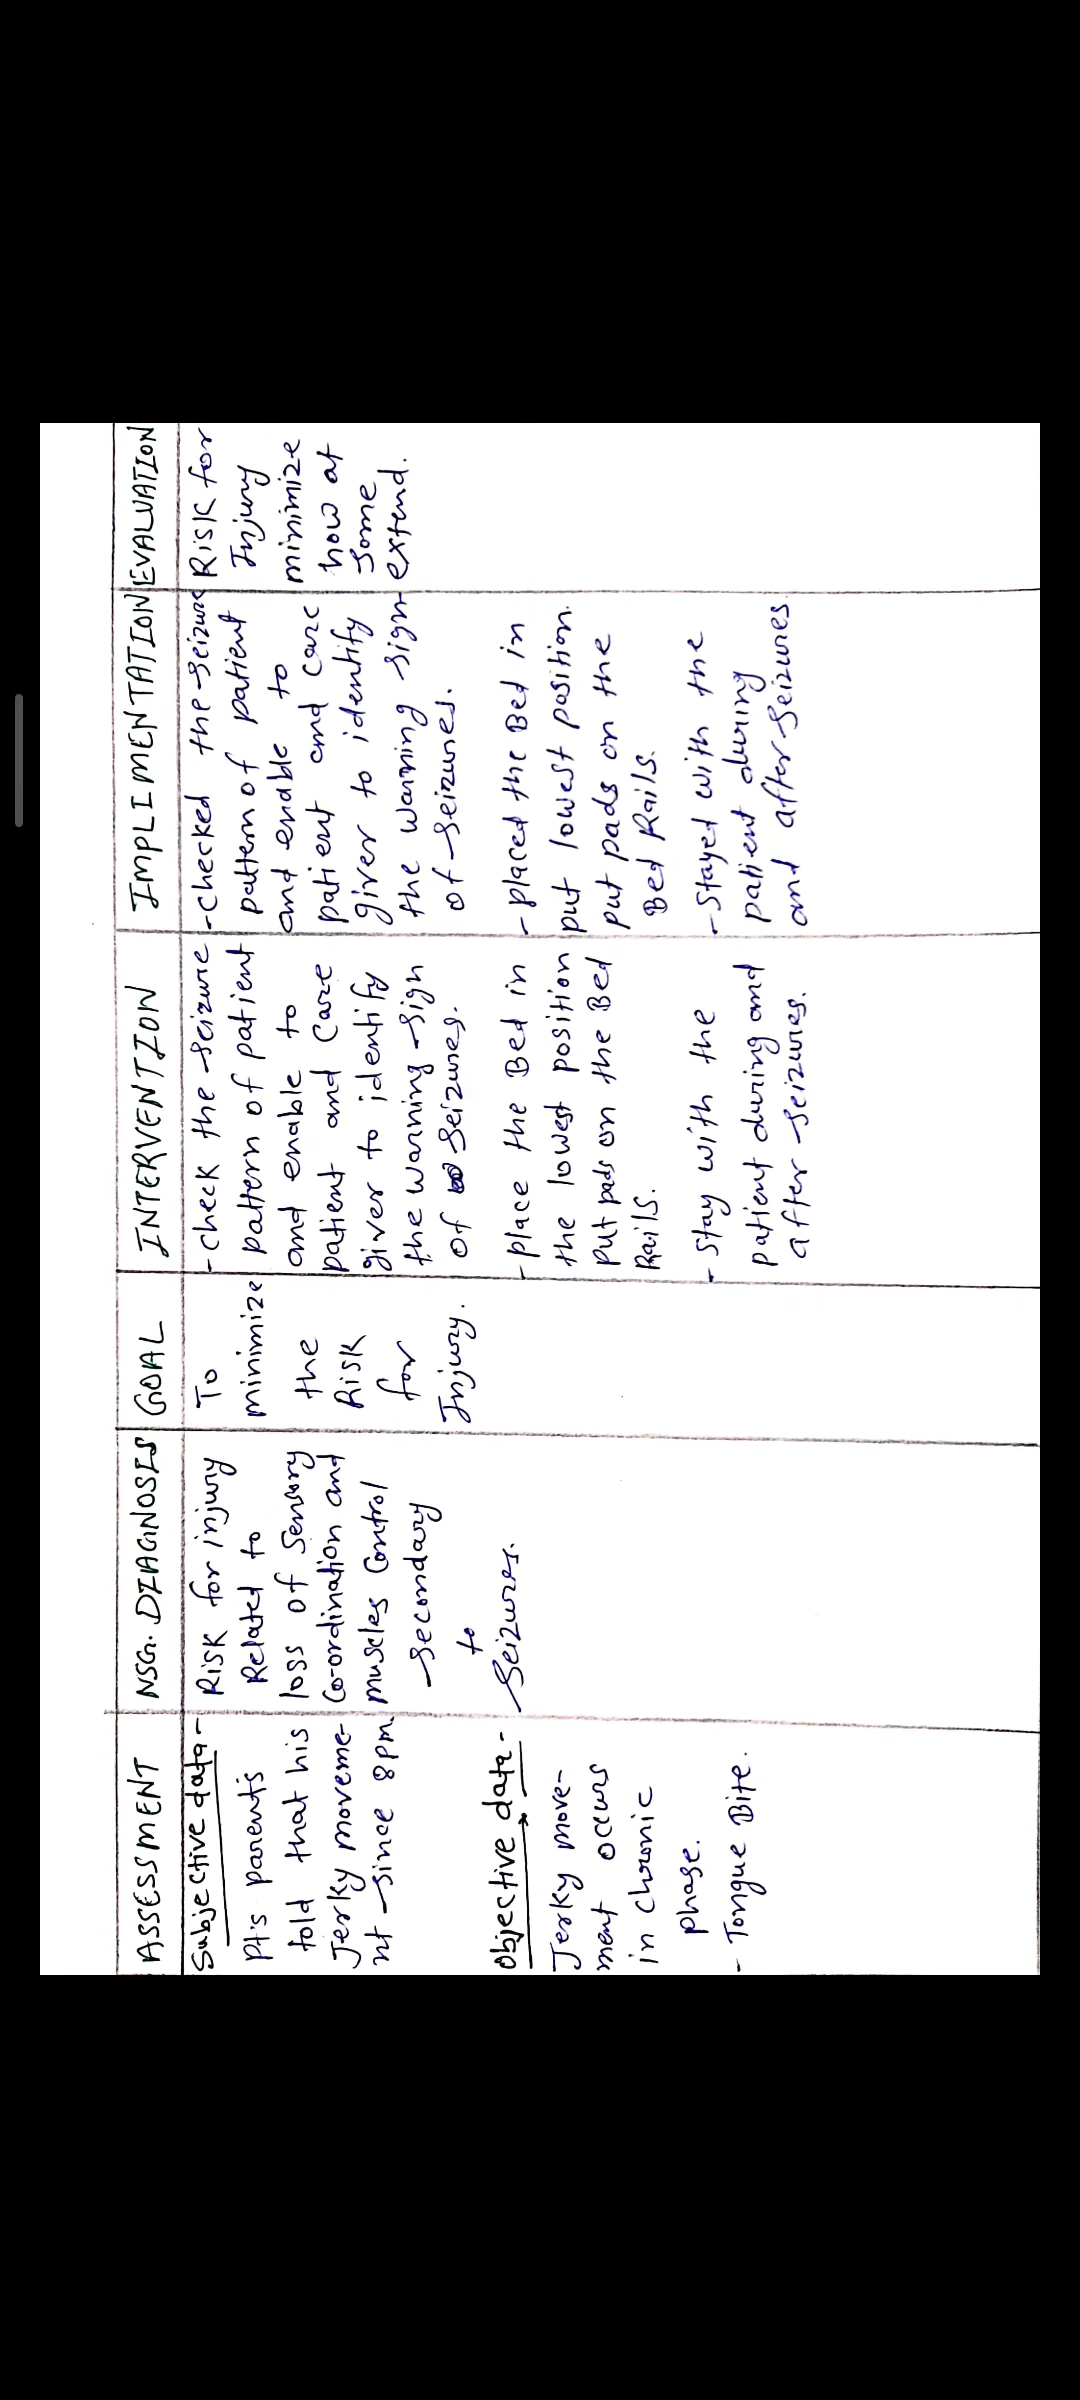 ASSESSMENT
Subjective data-
Pt's parents
told that his
Jerky moveme-
nt since 8pm
Objective data-
Jerky move-
ment occurs
in chronic
phase.
- Tongue Bite.
NSG. DIAGINOSIS
Risk for injury
Related to
loss of sensory
Co-ordination and
muscles control
secondary
to
seizures.
GOAL
To
minimize
the
Risk
for
Injury.
INTERVENTION
- check the seizure
pattern of patient
and enable to
patient and care
giver to identify
the warning sign
of seizures.
- place the Bed in
the lowest position
put pads on the Bed
Rails.
- stay with the
patient during and
after seizures.
IMPLIMENTATION
- checked the seizure
pattern of patient
and enable to
patient and care
giver to identify
the warning sign
of seizures.
- placed the Bed in
put lowest position.
put pads on the
Bed Rails.
- Stayed with the
patient during
and after seizures
EVALUATION
Risk for
Injury
minimize
now at
some
extend.